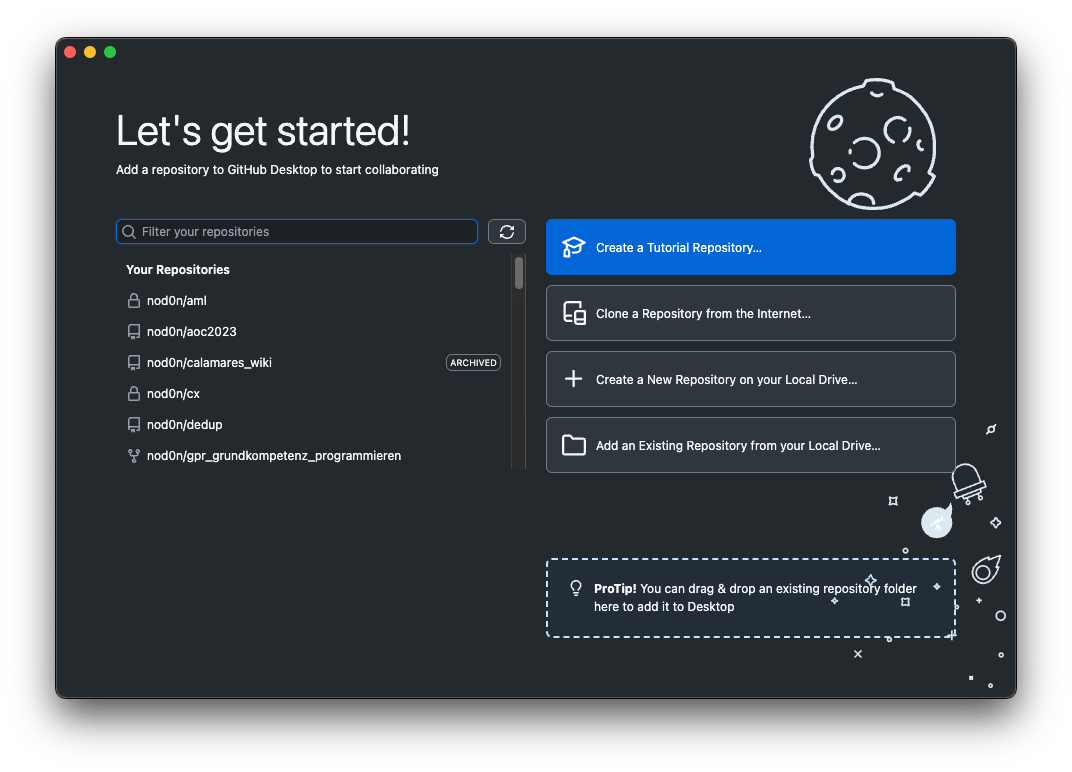 Let's get started!
Add a repository to GitHub Desktop to start collaborating
Filter your repositories
Your Repositories
nod0n/aml
nod0n/aoc2023
nod0n/calamares_wiki
ARCHIVED
nod0n/cx
nod0n/dedup
nod0n/gpr_grundkompetenz_programmieren
Create a Tutorial Repository...
Clone a Repository from the Internet...
Create a New Repository on your Local Drive...
Add an Existing Repository from your Local Drive...
ProTip! You can drag & drop an existing repository folder
here to add it to Desktop